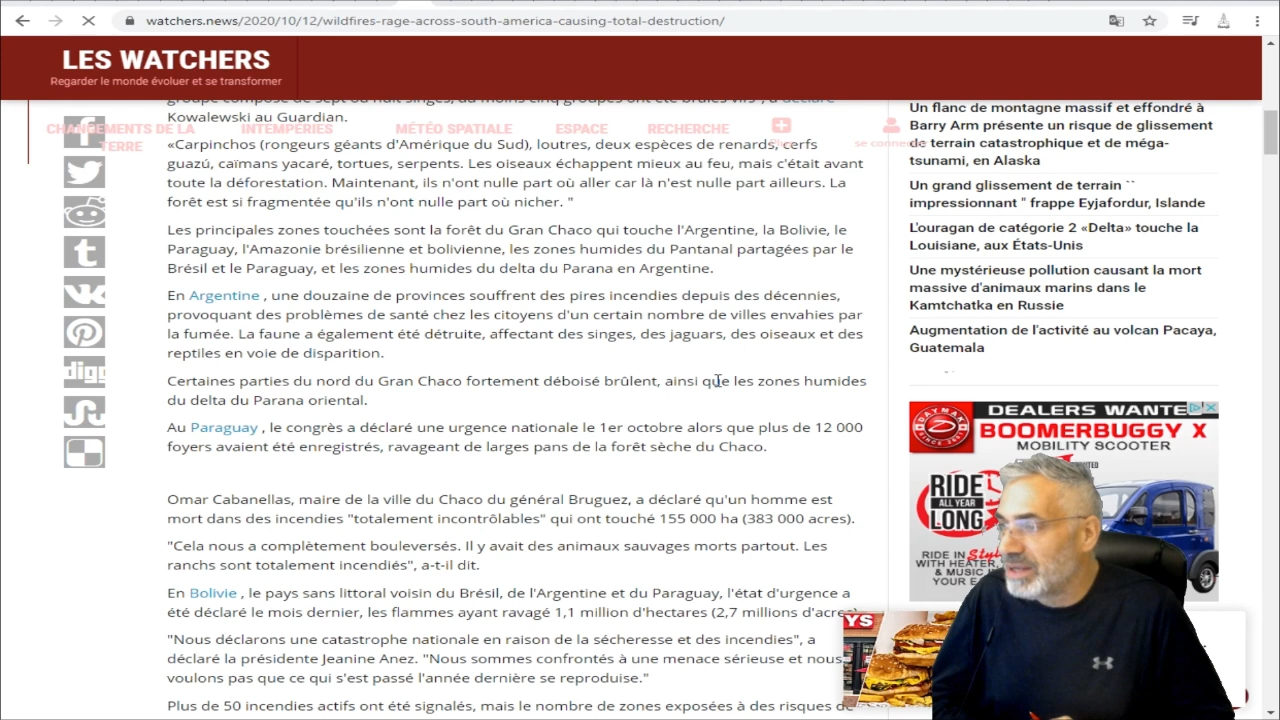 watchers.news/2020/10/12/wildfires-rage-across-south-america-causing-total-destruction/
LES WATCHERS
Regarder le monde évoluer et se transformer
CHANGEMENTS DE LA TERRE
INTEMPÉRIES
MÉTÉO SPATIALE
ESPACE
RECHERCHE
Kowalewski au Guardian.
«Carpinchos (rongeurs géants d'Amérique du Sud), loutres, deux espèces de renards, cerfs
guazú, caïmans yacaré, tortues, serpents. Les oiseaux échappent mieux au feu, mais c'était avant
toute la déforestation. Maintenant, ils n'ont nulle part où aller car là n'est nulle part ailleurs. La
forêt est si fragmentée qu'ils n'ont nulle part où nicher. "
Les principales zones touchées sont la forêt du Gran Chaco qui touche l'Argentine, la Bolivie, le
Paraguay, l'Amazonie brésilienne et bolivienne, les zones humides du Pantanal partagées par le
Brésil et le Paraguay, et les zones humides du delta du Parana en Argentine.
En Argentine , une douzaine de provinces souffrent des pires incendies depuis des décennies,
provoquant des problèmes de santé chez les citoyens d'un certain nombre de villes envahies par
la fumée. La faune a également été détruite, affectant des singes, des jaguars, des oiseaux et des
reptiles en voie de disparition.
Certaines parties du nord du Gran Chaco fortement déboisé brûlent, ainsi que les zones humides
du delta du Parana oriental.
Au Paraguay , le congrès a déclaré une urgence nationale le 1er octobre alors que plus de 12 000
foyers avaient été enregistrés, ravageant de larges pans de la forêt sèche du Chaco.
Omar Cabanellas, maire de la ville du Chaco du général Bruguez, a déclaré qu'un homme est
mort dans des incendies "totalement incontrôlables" qui ont touché 155 000 ha (383 000 acres).
"Cela nous a complètement bouleversés. Il y avait des animaux sauvages morts partout. Les
ranchs sont totalement incendiés", a-t-il dit.
En Bolivie , le pays sans littoral voisin du Brésil, de l'Argentine et du Paraguay, l'état d'urgence a
été déclaré le mois dernier, les flammes ayant ravagé 1,1 million d'hectares (2,7 millions d'acres).
"Nous déclarons une catastrophe nationale en raison de la sécheresse et des incendies", a
déclaré la présidente Jeanine Anez. "Nous sommes confrontés à une menace sérieuse et nous
voulons pas que ce qui s'est passé l'année dernière se reproduise."
Plus de 50 incendies actifs ont été signalés, mais le nombre de zones exposées à des risques de
Un flanc de montagne massif et effondré à
Barry Arm présente un risque de glissement
de terrain catastrophique et de méga-
tsunami, en Alaska
Un grand glissement de terrain ``
impressionnant '' frappe Eyjafordur, Islande
L'ouragan de catégorie 2 «Delta» touche la
Louisiane, aux États-Unis
Une mystérieuse pollution causant la mort
massive d'animaux marins dans le
Kamtchatka en Russie
Augmentation de l'activité au volcan Pacaya,
Guatemala
digg
DAYMAK
DEALERS WANTE
BOOMERBUGGY X
MOBILITY SCOOTER
RIDE
ALL YEAR
LONG
RIDE IN Style
WITH HEATER,
& MUSIC
YOUR
YS